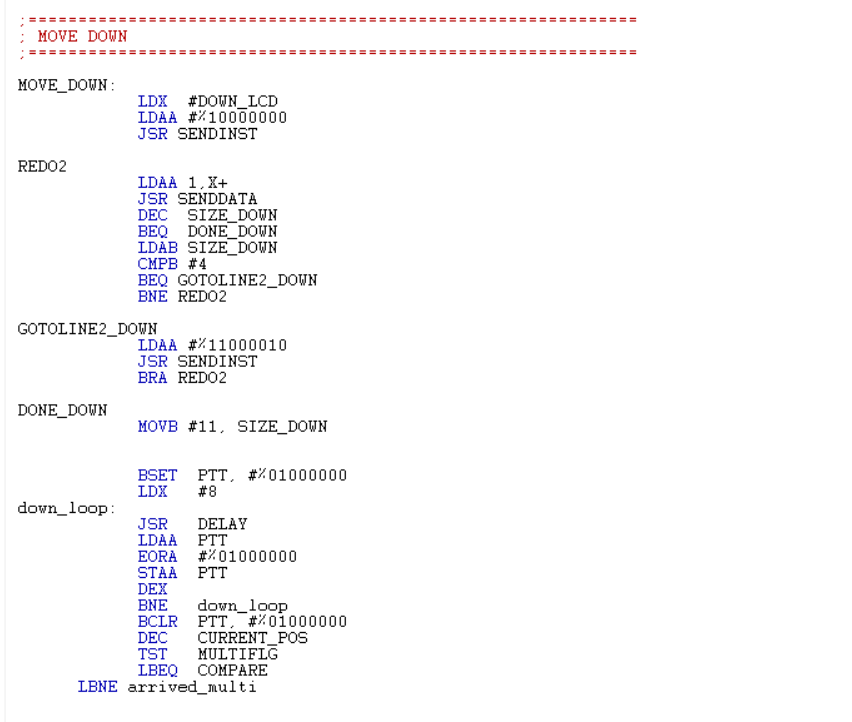 ;=============================================================
; MOVE DOWN
;=============================================================
MOVE_DOWN:
LDX #DOWN_LCD
LDAA #%10000000
JSR SENDINST
REDO2
LDAA 1,X+
JSR SENDDATA
DEC SIZE_DOWN
BEQ DONE_DOWN
LDAB SIZE_DOWN
CMPB #4
BEQ GOTOLINE2_DOWN
BNE REDO2
GOTOLINE2_DOWN
LDAA #%11000010
JSR SENDINST
BRA REDO2
DONE_DOWN
MOVB #11, SIZE_DOWN
BSET PTT, #%01000000
LDX #8
down_loop:
JSR DELAY
LDAA PTT
EORA #%01000000
STAA PTT
DEX
BNE down_loop
BCLR PTT, #%01000000
DEC CURRENT_POS
TST MULTIFLG
LBEQ COMPARE
LBNE arrived_multi